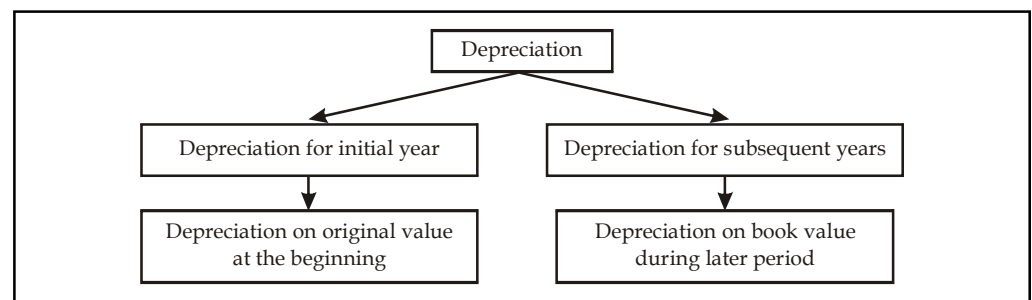 Depreciation
Depreciation for initial year
Depreciation for subsequent years
Depreciation on original value
at the beginning
Depreciation on book value
during later period